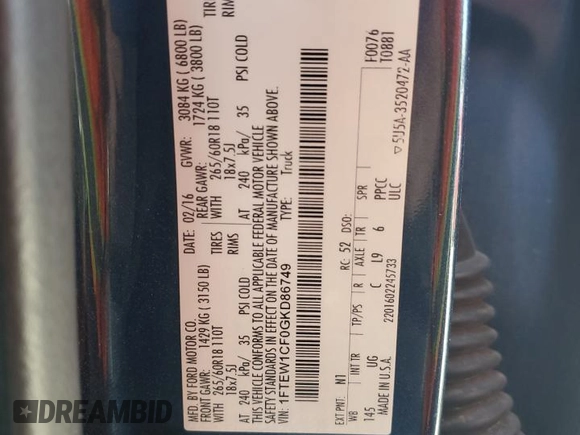 MFD. BY FORD MOTOR CO.
DATE: 02/16 GVWR: 3084 KG ( 6800 LB)
FRONT GAWR: 1429 KG ( 3150 LB) REAR GAWR: 1724 KG ( 3800 LB)
WITH 265/60R18 110T TIRES WITH 265/60R18 110T TIRE
18x7.5J RIMS 18x7.5J RIMS
AT 240 kPa/ 35 PSI COLD AT 240 kPa/ 35 PSI COLD
THIS VEHICLE CONFORMS TO ALL APPLICABLE FEDERAL MOTOR VEHICLE
SAFETY STANDARDS IN EFFECT ON THE DATE OF MANUFACTURE SHOWN ABOVE.
VIN: 1FTEW1CF0GKD86749 TYPE: Truck
F0076
T0881
EXT PNT: N1 RC: 52 DSO:
WB INT TR TP/PS R AXLE TR SPR
145 UG C L9 6 PPCC
ULC
MADE IN U.S.A. 2201602245733
▽5U5A-3520472-AA
DREAMBID